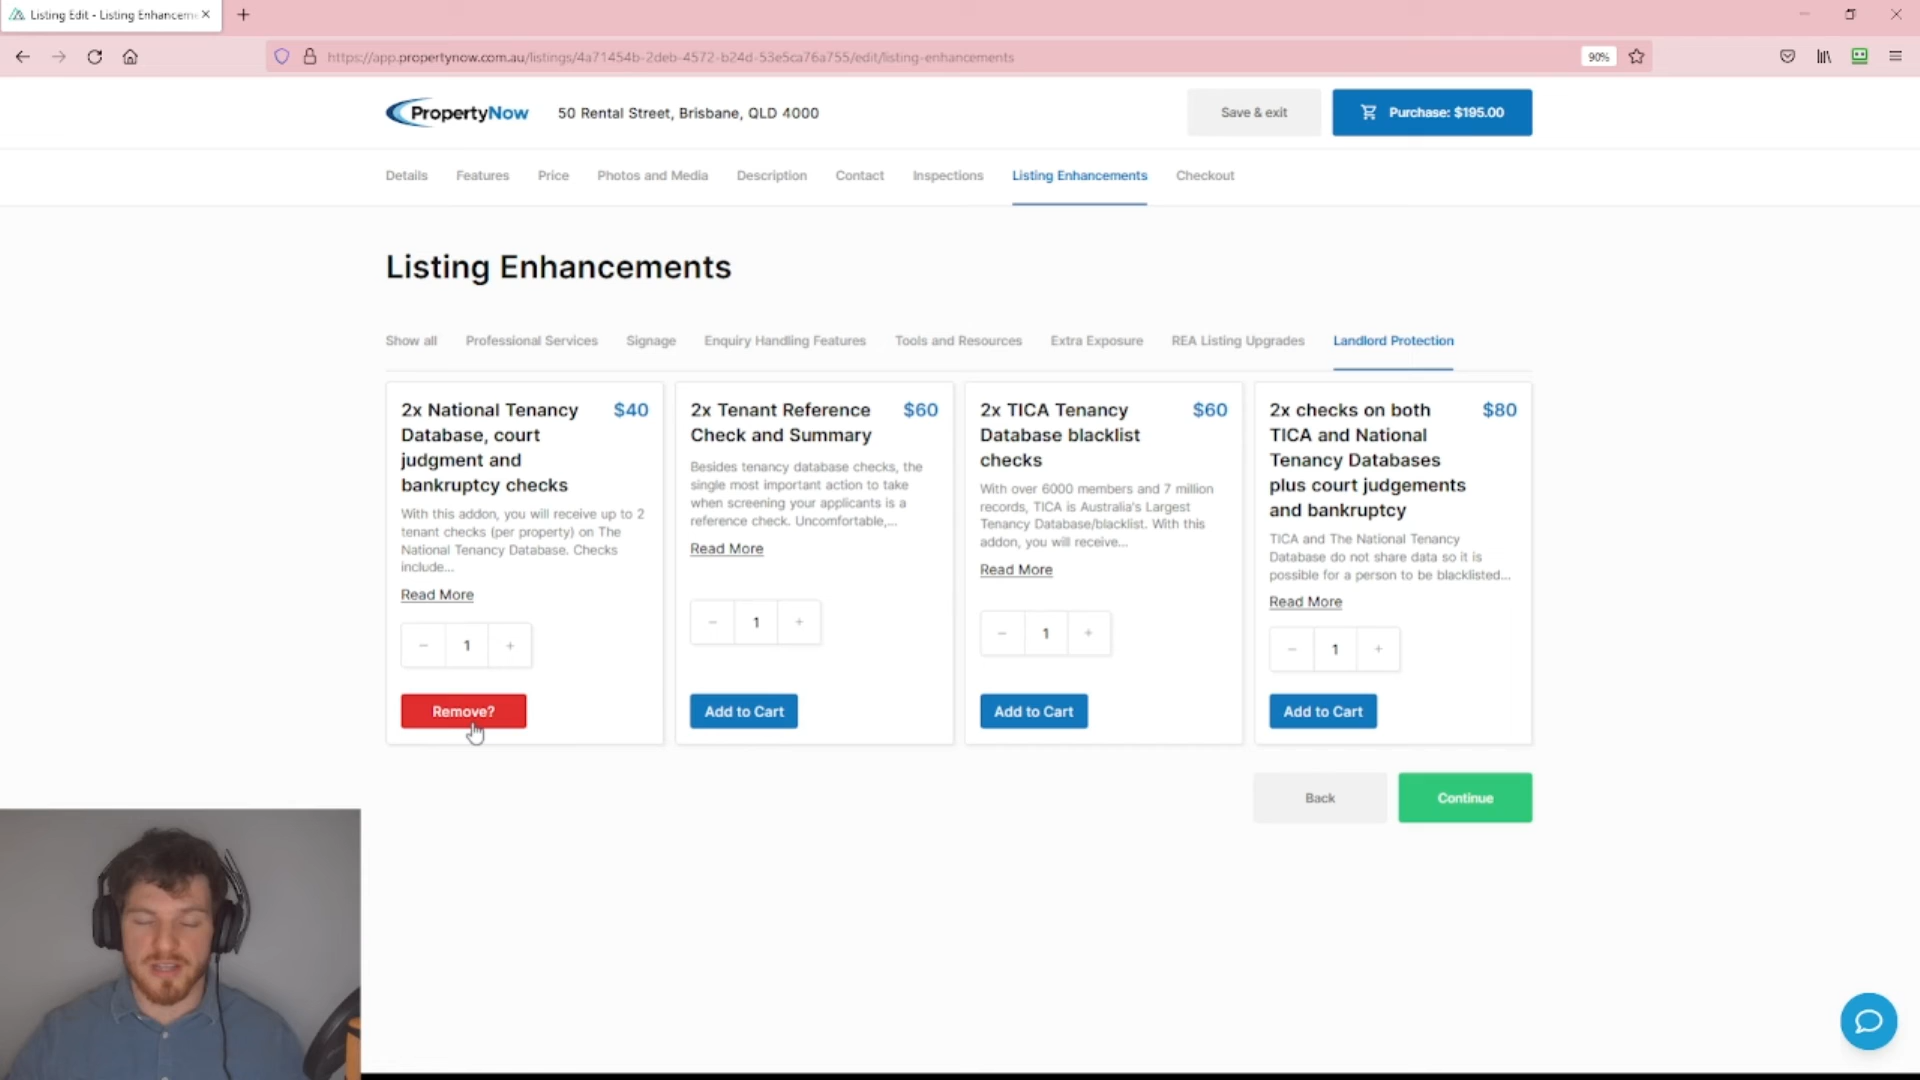 Listing Edit - Listing Enhanceme
https://app.propertynow.com.au/listings/4a71454b-2deb-4572-b24d-53e5ca76a755/edit/listing-enhancements
90%
PropertyNow
50 Rental Street, Brisbane, QLD 4000
Save & exit
Purchase: $195.00
Details
Features
Price
Photos and Media
Description
Contact
Inspections
Listing Enhancements
Checkout
Listing Enhancements
Show all
Professional Services
Signage
Enquiry Handling Features
Tools and Resources
Extra Exposure
REA Listing Upgrades
Landlord Protection
2x National Tenancy
Database, court
judgment and
bankruptcy checks
$40
With this addon, you will receive up to 2
tenant checks (per property) on The
National Tenancy Database. Checks
include...
Read More
− 1 +
Remove?
2x Tenant Reference
Check and Summary
$60
Besides tenancy database checks, the
single most important action to take
when screening your applicants is a
reference check. Uncomfortable,...
Read More
− 1 +
Add to Cart
2x TICA Tenancy
Database blacklist
checks
$60
With over 6000 members and 7 million
records, TICA is Australia's Largest
Tenancy Database/blacklist. With this
addon, you will receive...
Read More
− 1 +
Add to Cart
2x checks on both
TICA and National
Tenancy Databases
plus court judgements
and bankruptcy
$80
TICA and The National Tenancy
Database do not share data so it is
possible for a person to be blacklisted...
Read More
− 1 +
Add to Cart
Back
Continue